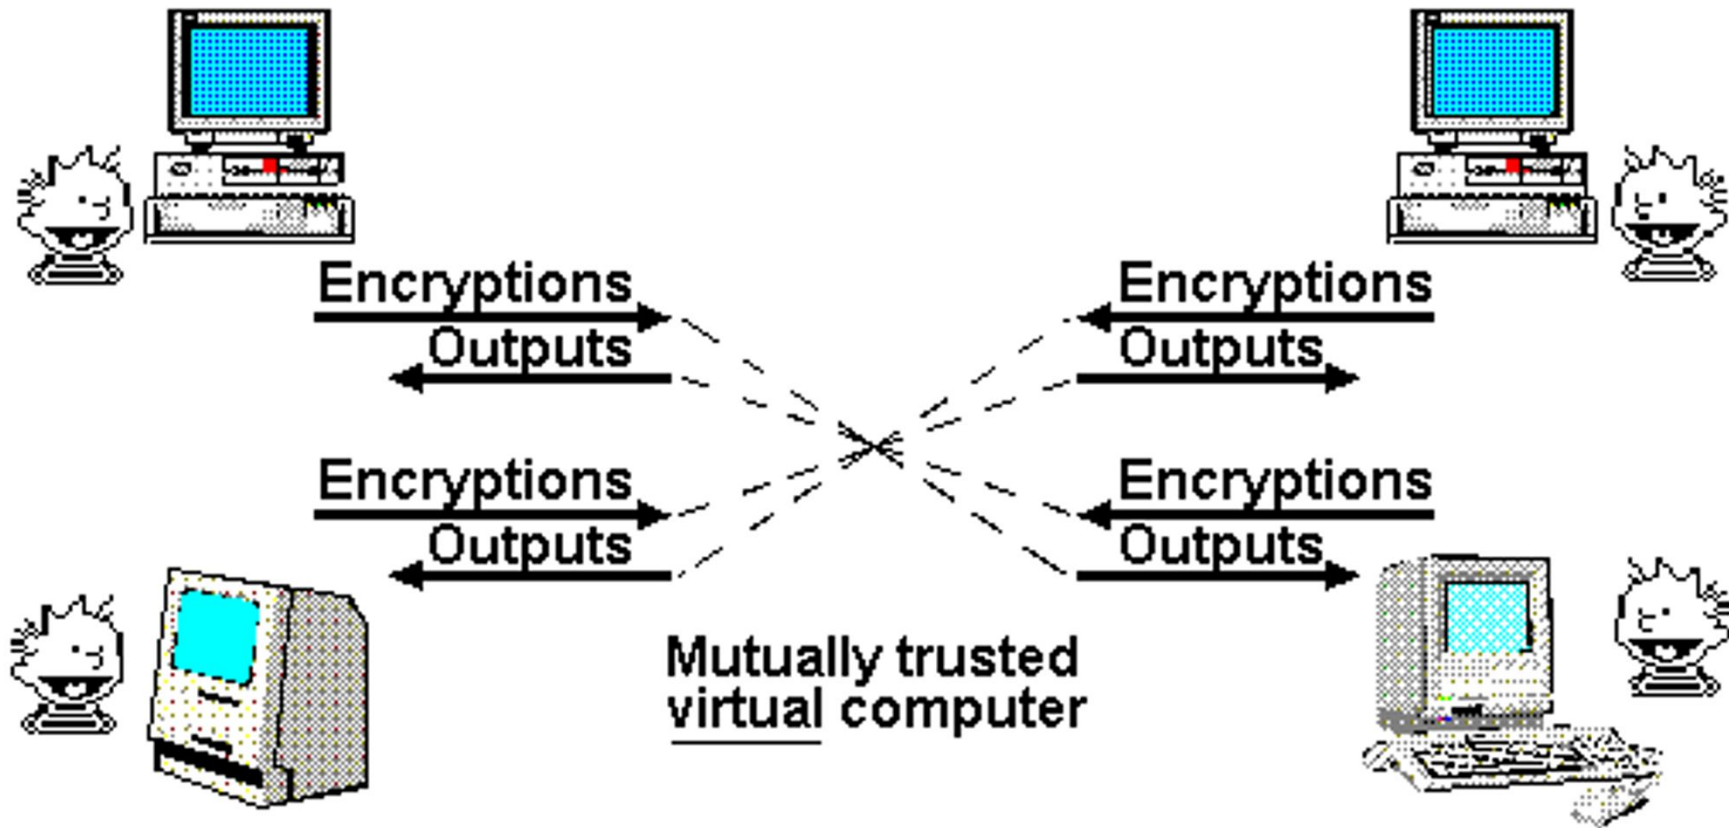 Encryptions
Outputs
Encryptions
Outputs
Encryptions
Outputs
Encryptions
Outputs
Mutually trusted
virtual computer